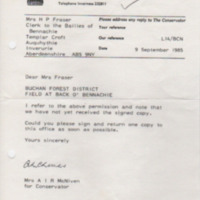 Telephone Inverness 232811
Mrs H P Fraser
Clerk to the Bailies of
Bennachie
Templar Croft
Auquhythie
Inverurie
Aberdeenshire AB5 9NY
Please address any reply to The Conservator
Your reference
Our reference L14/BCN
Date 9 September 1985
Dear Mrs Fraser
BUCHAN FOREST DISTRICT
FIELD AT BACK O' BENNACHIE
I refer to the above permission and note that
we have not yet received the signed copy.
Could you please sign and return one copy to
this office as soon as possible.
Yours sincerely
Mrs A I R McNiven
for Conservator